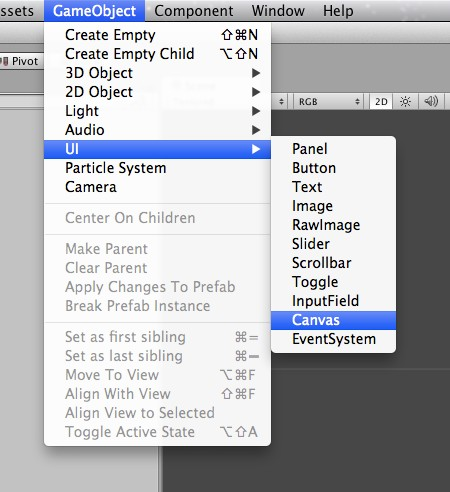 ssets GameObject Component Window Help
Pivot
RGB 2D
Create Empty ⇧⌘N
Create Empty Child ⌥⇧N
3D Object
2D Object
Light
Audio
UI
Particle System
Camera
Center On Children
Make Parent
Clear Parent
Apply Changes To Prefab
Break Prefab Instance
Set as first sibling ⌘=
Set as last sibling ⌘−
Move To View ⌥⌘F
Align With View ⇧⌘F
Align View to Selected
Toggle Active State ⌥⇧A
Panel
Button
Text
Image
RawImage
Slider
Scrollbar
Toggle
InputField
Canvas
EventSystem